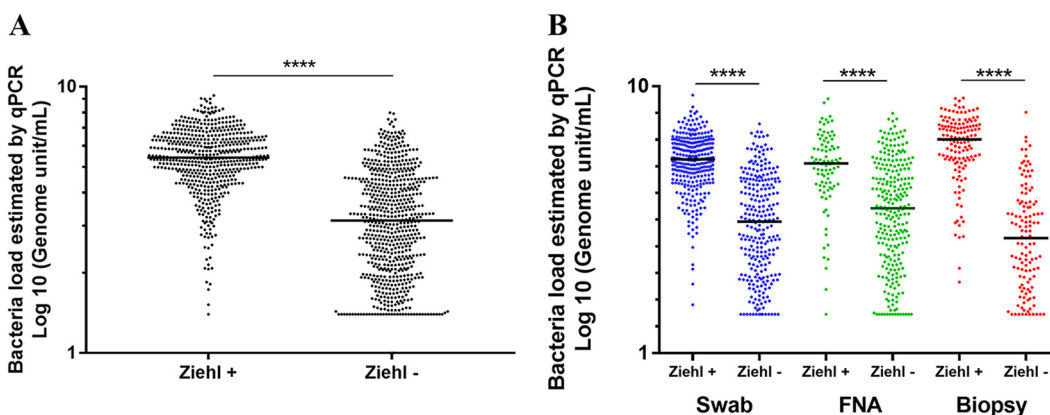 A
Bacteria load estimated by qPCR
Log 10 (Genome unit/mL)
10
1
****
Ziehl +
Ziehl -
B
Bacteria load estimated by qPCR
Log 10 (Genome unit/mL)
10
1
**** **** ****
Ziehl + Ziehl - Ziehl + Ziehl - Ziehl + Ziehl -
Swab FNA Biopsy